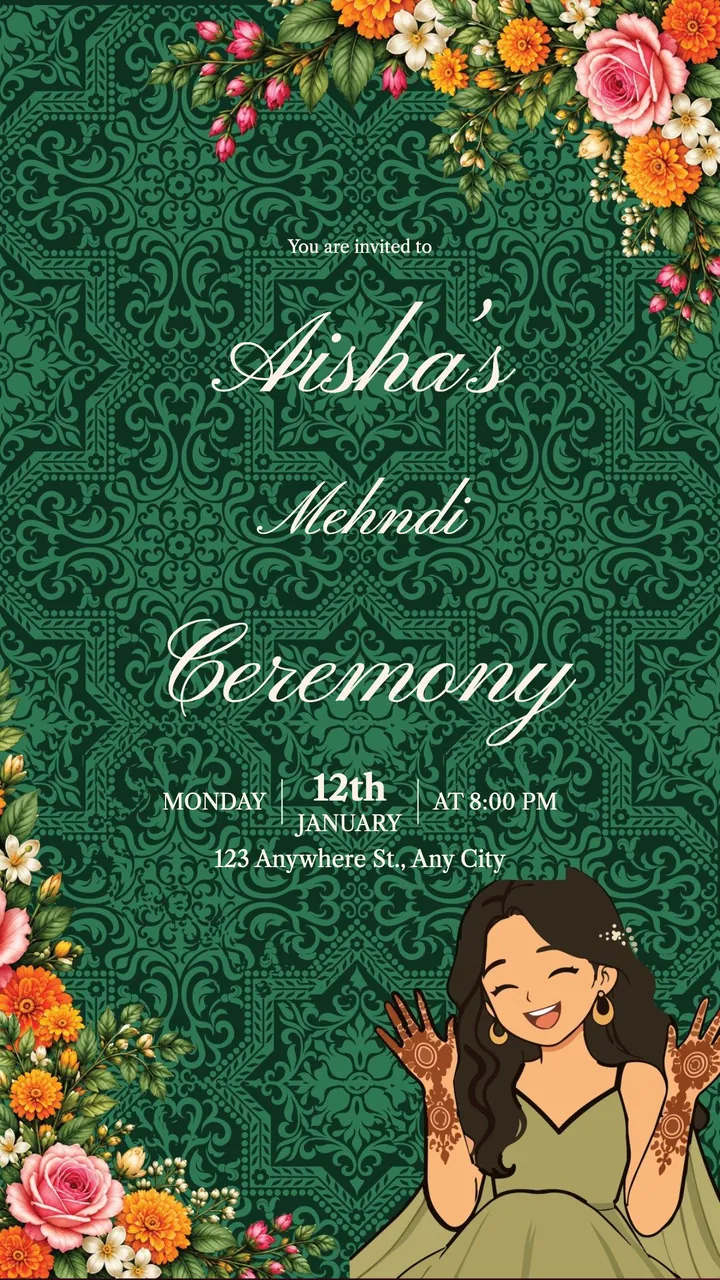 You are invited to
Aisha's
Mehndi
Ceremony
MONDAY
12th
JANUARY
AT 8:00 PM
123 Anywhere St., Any City